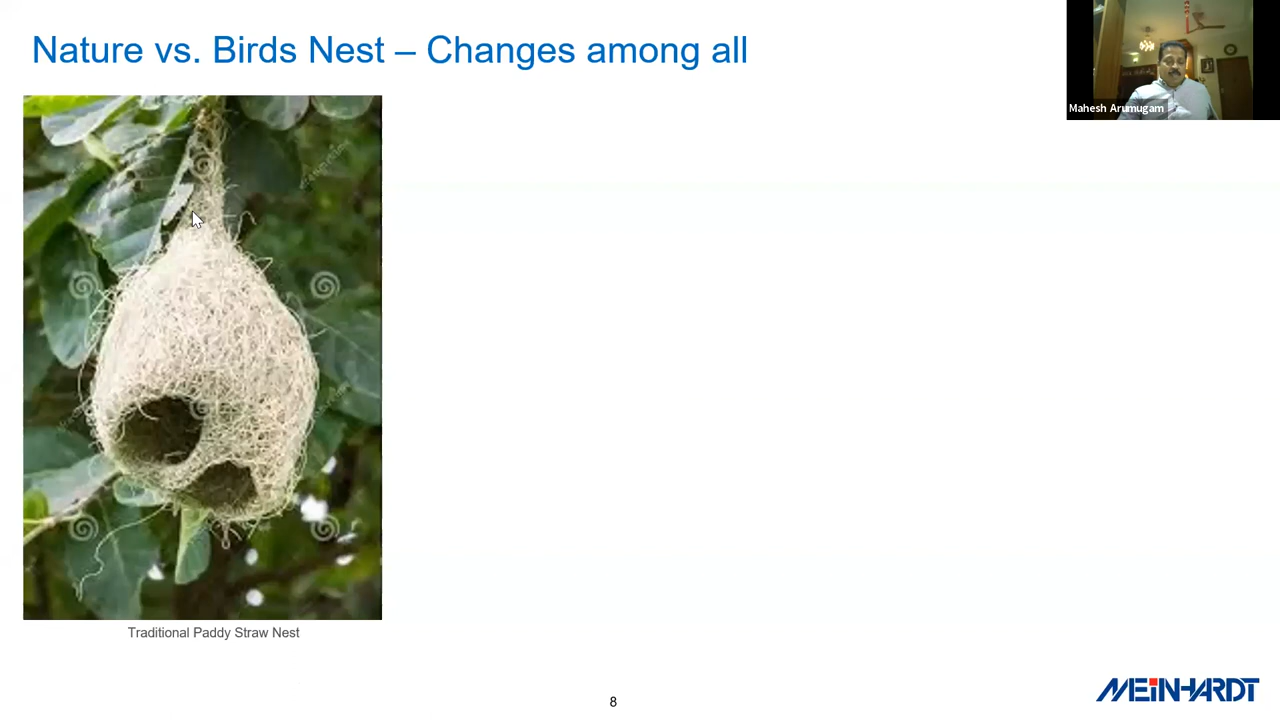 Nature vs. Birds Nest – Changes among all
Mahesh Arumugam
Traditional Paddy Straw Nest
8
MEINHARDT